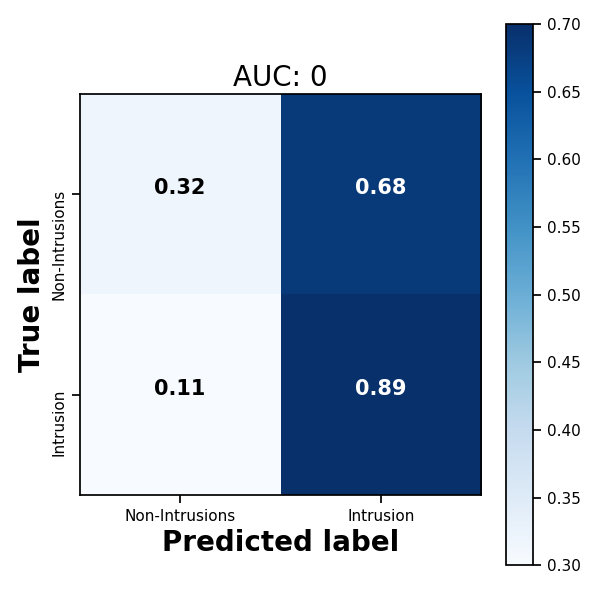 AUC: 0
True label
Non-Intrusions
Intrusion
0.32
0.68
0.11
0.89
Non-Intrusions
Intrusion
Predicted label
0.70
0.65
0.60
0.55
0.50
0.45
0.40
0.35
0.30